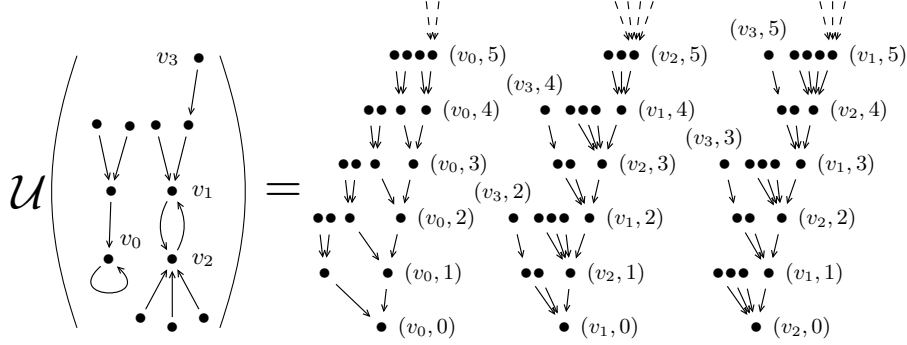 v₃
v₁
v₀
v₂
𝒰
=
(v₀, 5)
(v₀, 4)
(v₀, 3)
(v₀, 2)
(v₀, 1)
(v₀, 0)
(v₂, 5)
(v₃, 4)
(v₁, 4)
(v₂, 3)
(v₃, 2)
(v₁, 2)
(v₂, 1)
(v₁, 0)
(v₃, 5)
(v₁, 5)
(v₂, 4)
(v₃, 3)
(v₁, 3)
(v₂, 2)
(v₁, 1)
(v₂, 0)